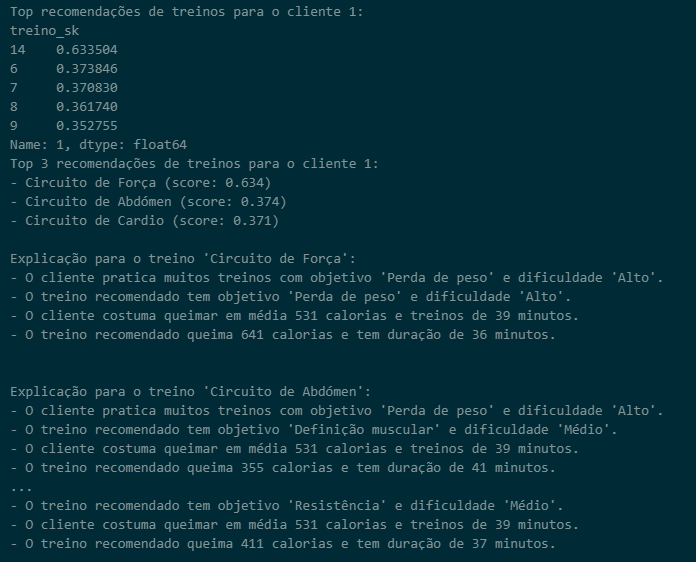 Top recomendações de treinos para o cliente 1:
treino_sk
14    0.633504
6     0.373846
7     0.370830
8     0.361740
9     0.352755
Name: 1, dtype: float64
Top 3 recomendações de treinos para o cliente 1:
- Circuito de Força (score: 0.634)
- Circuito de Abdómen (score: 0.374)
- Circuito de Cardio (score: 0.371)

Explicação para o treino 'Circuito de Força':
- O cliente pratica muitos treinos com objetivo 'Perda de peso' e dificuldade 'Alto'.
- O treino recomendado tem objetivo 'Perda de peso' e dificuldade 'Alto'.
- O cliente costuma queimar em média 531 calorias e treinos de 39 minutos.
- O treino recomendado queima 641 calorias e tem duração de 36 minutos.

Explicação para o treino 'Circuito de Abdómen':
- O cliente pratica muitos treinos com objetivo 'Perda de peso' e dificuldade 'Alto'.
- O treino recomendado tem objetivo 'Definição muscular' e dificuldade 'Médio'.
- O cliente costuma queimar em média 531 calorias e treinos de 39 minutos.
- O treino recomendado queima 355 calorias e tem duração de 41 minutos.
...
- O treino recomendado tem objetivo 'Resistência' e dificuldade 'Médio'.
- O cliente costuma queimar em média 531 calorias e treinos de 39 minutos.
- O treino recomendado queima 411 calorias e tem duração de 37 minutos.